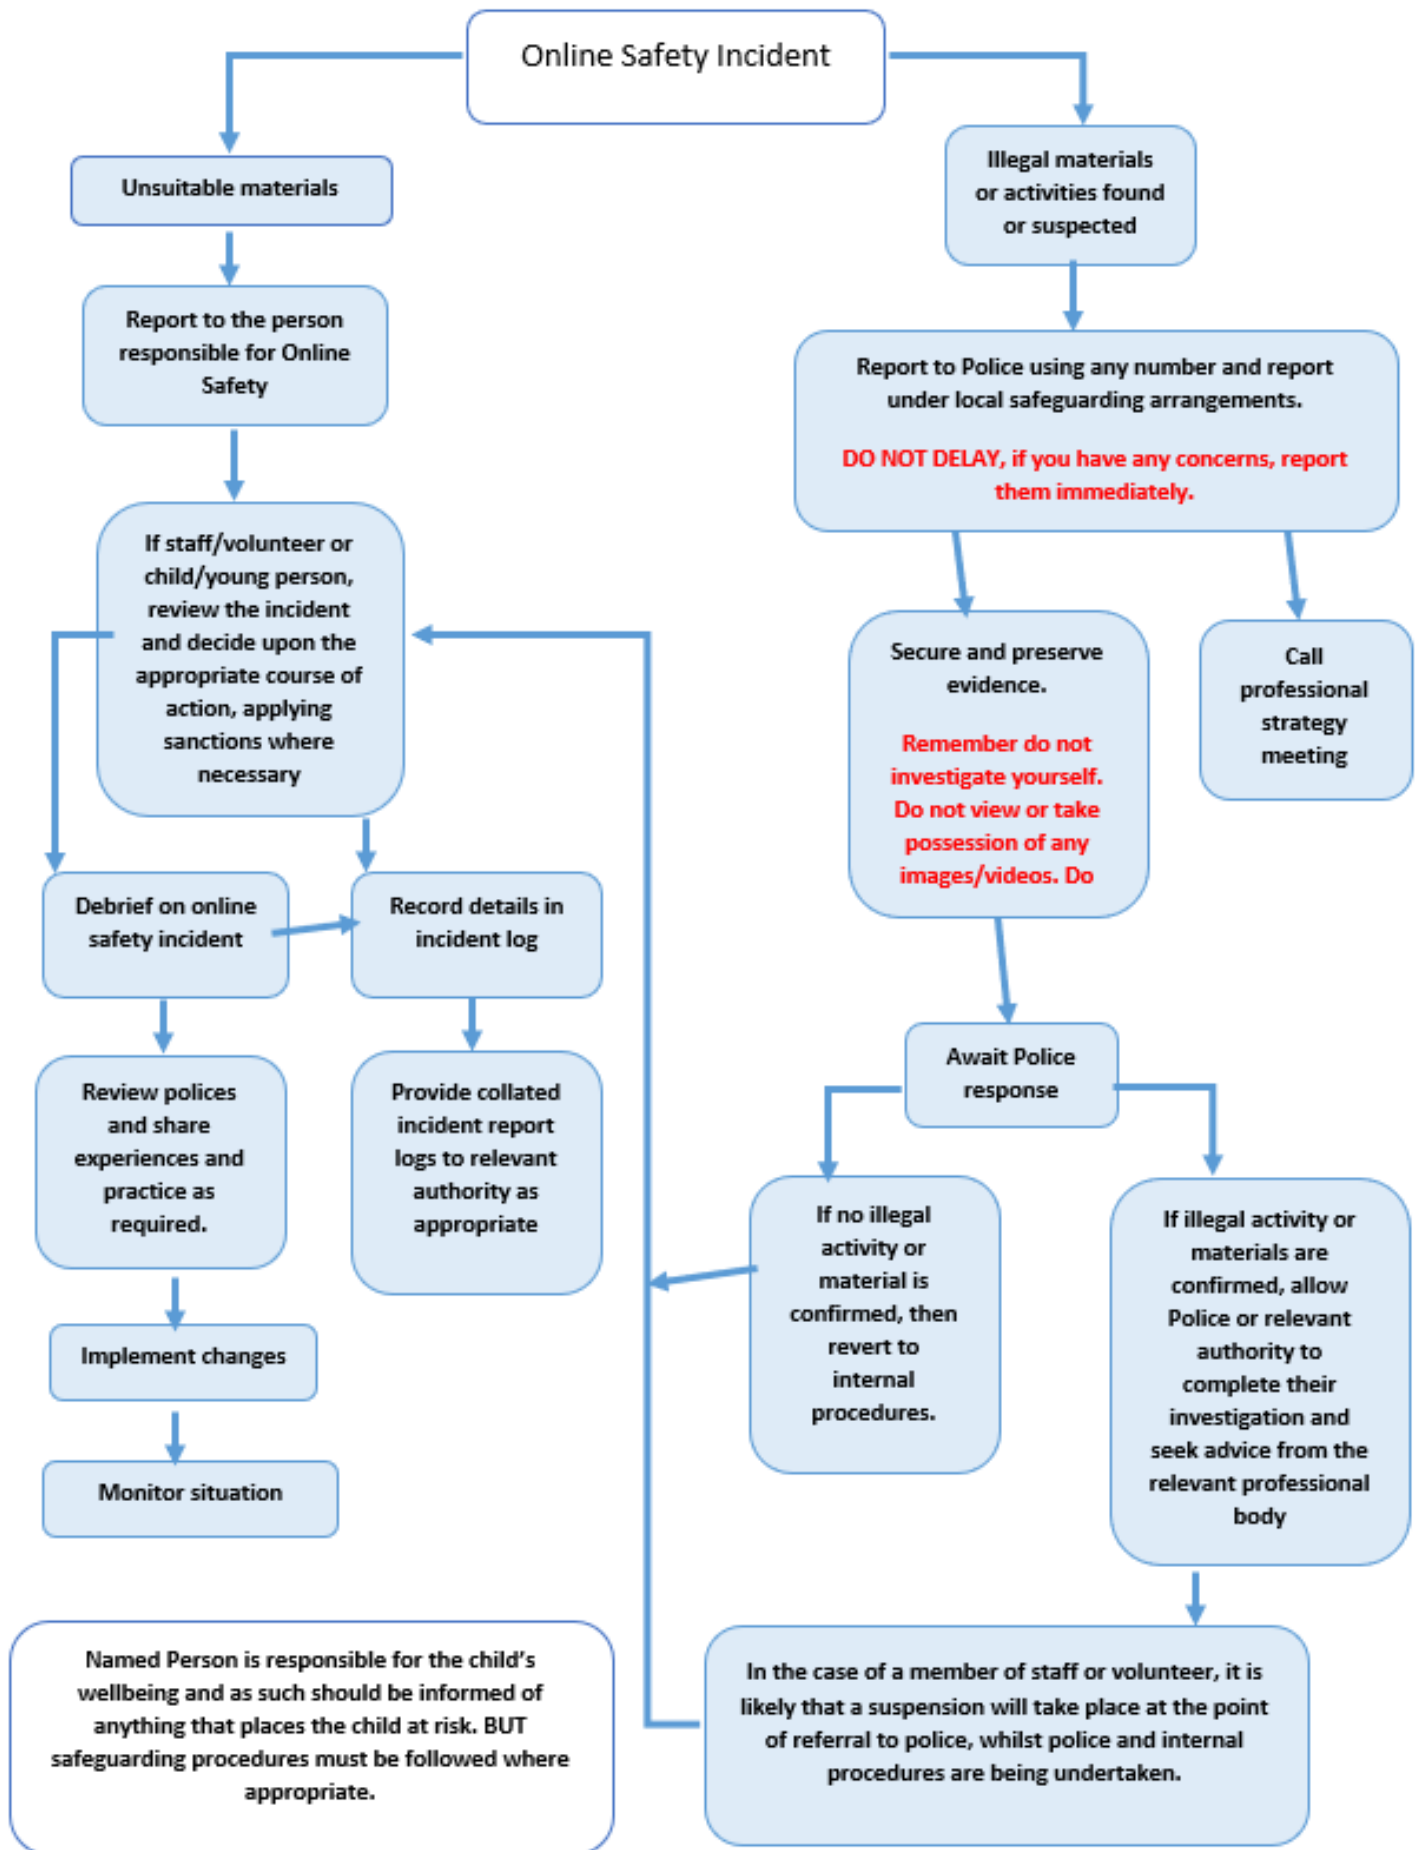 Online Safety Incident
Unsuitable materials
Report to the person
responsible for Online
Safety
If staff/volunteer or
child/young person,
review the incident
and decide upon the
appropriate course of
action, applying
sanctions where
necessary
Debrief on online
safety incident
Record details in
incident log
Review polices
and share
experiences and
practice as
required.
Provide collated
incident report
logs to relevant
authority as
appropriate
Implement changes
Monitor situation
Named Person is responsible for the child's
wellbeing and as such should be informed of
anything that places the child at risk. BUT
safeguarding procedures must be followed where
appropriate.
Illegal materials
or activities found
or suspected
Report to Police using any number and report
under local safeguarding arrangements.
DO NOT DELAY, if you have any concerns, report
them immediately.
Secure and preserve
evidence.
Remember do not
investigate yourself.
Do not view or take
possession of any
images/videos. Do
Call
professional
strategy
meeting
Await Police
response
If no illegal
activity or
material is
confirmed, then
revert to
internal
procedures.
If illegal activity or
materials are
confirmed, allow
Police or relevant
authority to
complete their
investigation and
seek advice from the
relevant professional
body
In the case of a member of staff or volunteer, it is
likely that a suspension will take place at the point
of referral to police, whilst police and internal
procedures are being undertaken.